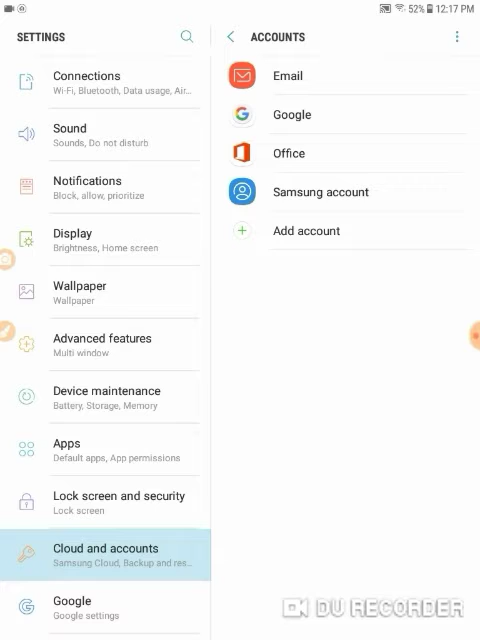 52% 12:17 PM
SETTINGS
Connections
Wi-Fi, Bluetooth, Data usage, Air...
Sound
Sounds, Do not disturb
Notifications
Block, allow, prioritize
Display
Brightness, Home screen
Wallpaper
Wallpaper
Advanced features
Multi window
Device maintenance
Battery, Storage, Memory
Apps
Default apps, App permissions
Lock screen and security
Lock screen
Cloud and accounts
Samsung Cloud, Backup and res...
Google
Google settings
ACCOUNTS
Email
Google
Office
Samsung account
Add account
DU RECORDER